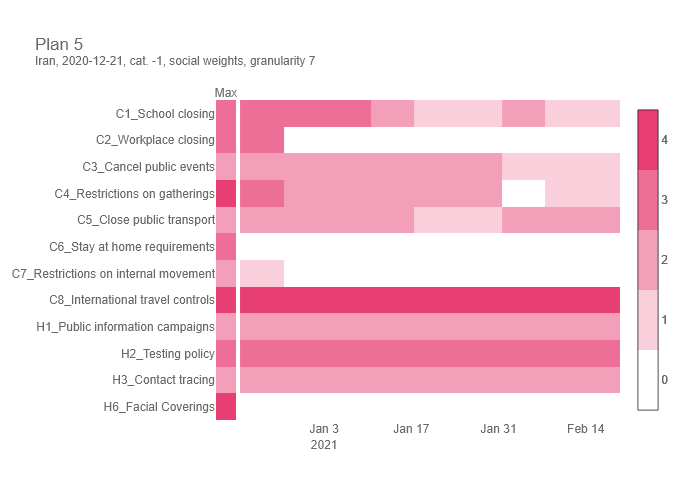 Plan 5
Iran, 2020-12-21, cat. -1, social weights, granularity 7
Max
C1_School closing
C2_Workplace closing
C3_Cancel public events
C4_Restrictions on gatherings
C5_Close public transport
C6_Stay at home requirements
C7_Restrictions on internal movement
C8_International travel controls
H1_Public information campaigns
H2_Testing policy
H3_Contact tracing
H6_Facial Coverings
Jan 3
2021
Jan 17
Jan 31
Feb 14
4
3
2
1
0